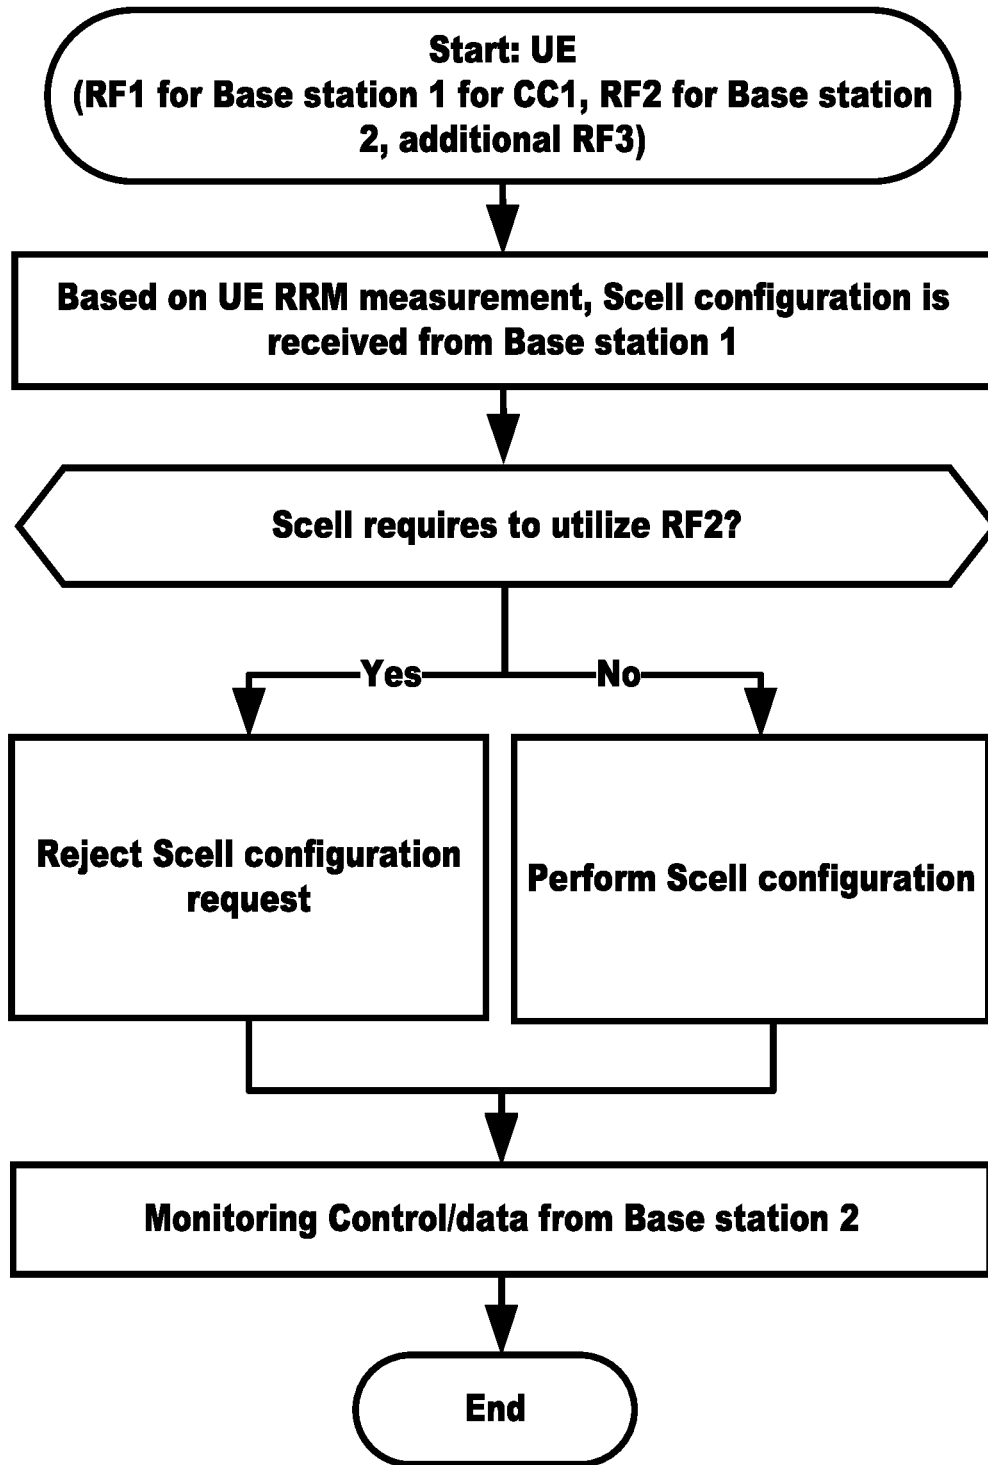 Start: UE
(RF1 for Base station 1 for CC1, RF2 for Base station
2, additional RF3)
Based on UE RRM measurement, Scell configuration is
received from Base station 1
Scell requires to utilize RF2?
Yes
No
Reject Scell configuration
request
Perform Scell configuration
Monitoring Control/data from Base station 2
End